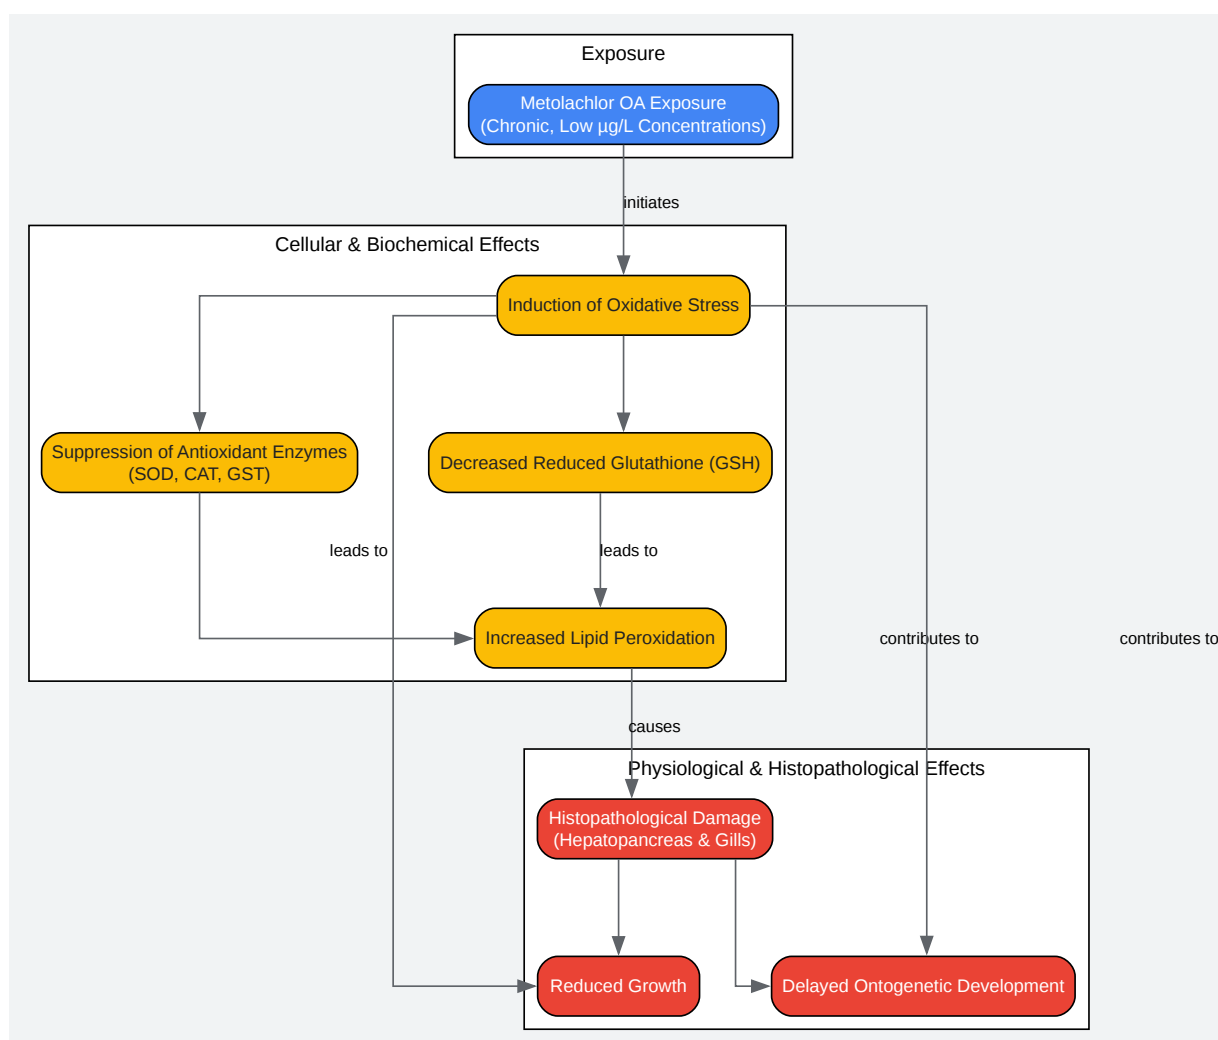 Exposure
Metolachlor OA Exposure
(Chronic, Low µg/L Concentrations)
initiates
Cellular & Biochemical Effects
Induction of Oxidative Stress
Suppression of Antioxidant Enzymes
(SOD, CAT, GST)
Decreased Reduced Glutathione (GSH)
leads to
leads to
Increased Lipid Peroxidation
contributes to
contributes to
causes
Physiological & Histopathological Effects
Histopathological Damage
(Hepatopancreas & Gills)
Reduced Growth
Delayed Ontogenetic Development